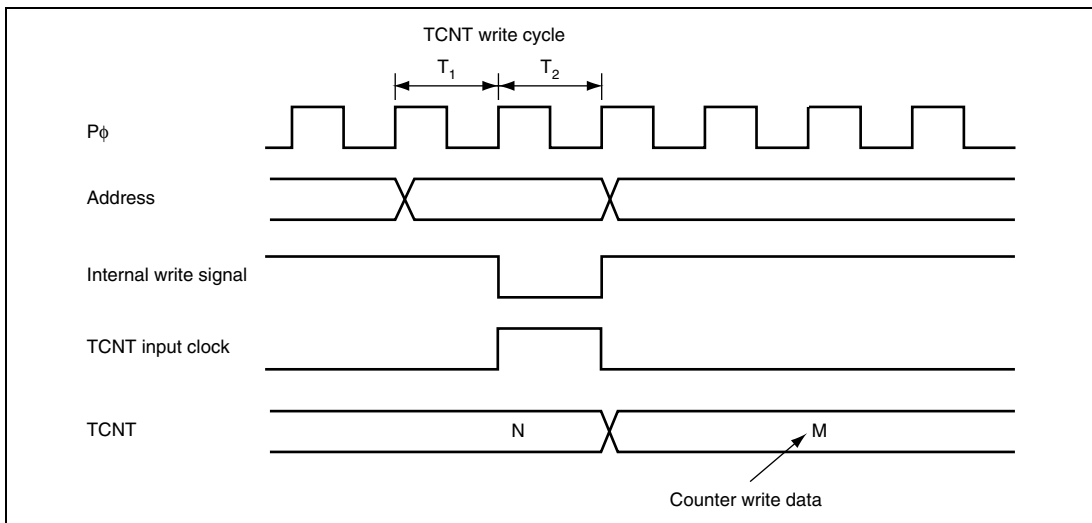 TCNT write cycle
T1 T2
Pφ
Address
Internal write signal
TCNT input clock
TCNT N M
Counter write data